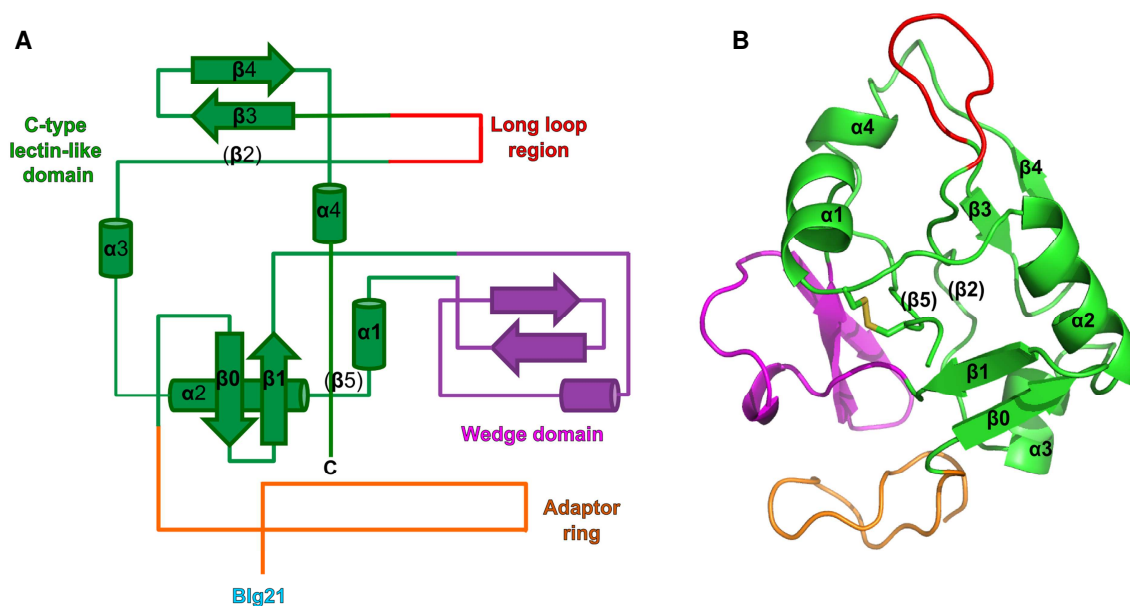 A
β4
β3
C-type
lectin-like
domain
(β2)
Long loop
region
α3
α4
α1
α2
β0
β1
(β5)
C
Wedge domain
Adaptor
ring
BIg21
B
α4
β4
α1
β3
(β5)
(β2)
α2
β1
β0
α3